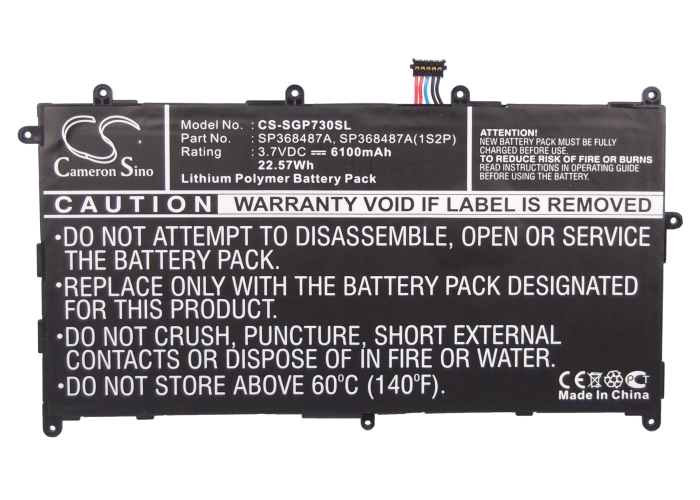 CS
Cameron Sino
Model No. : CS-SGP730SL
Part No. : SP368487A, SP368487A(1S2P)
Rating : 3.7VDC ⎓ 6100mAh
22.57Wh
Lithium Polymer Battery Pack
ATTENTION!
NEW BATTERY PACK MUST BE
FULLY CHARGED BEFORE USE
TO REDUCE RISK OF FIRE OR BURNS
READ INSTRUCTIONS IN OPERATING GUIDE
BEFORE USING BATTERIES.
CAUTION WARRANTY VOID IF LABEL IS REMOVED
•DO NOT ATTEMPT TO DISASSEMBLE, OPEN OR SERVICE
THE BATTERY PACK.
•REPLACE ONLY WITH THE BATTERY PACK DESIGNATED
FOR THIS PRODUCT.
•DO NOT CRUSH, PUNCTURE, SHORT EXTERNAL
CONTACTS OR DISPOSE OF IN FIRE OR WATER.
•DO NOT STORE ABOVE 60°C (140°F).
CE
Made In China